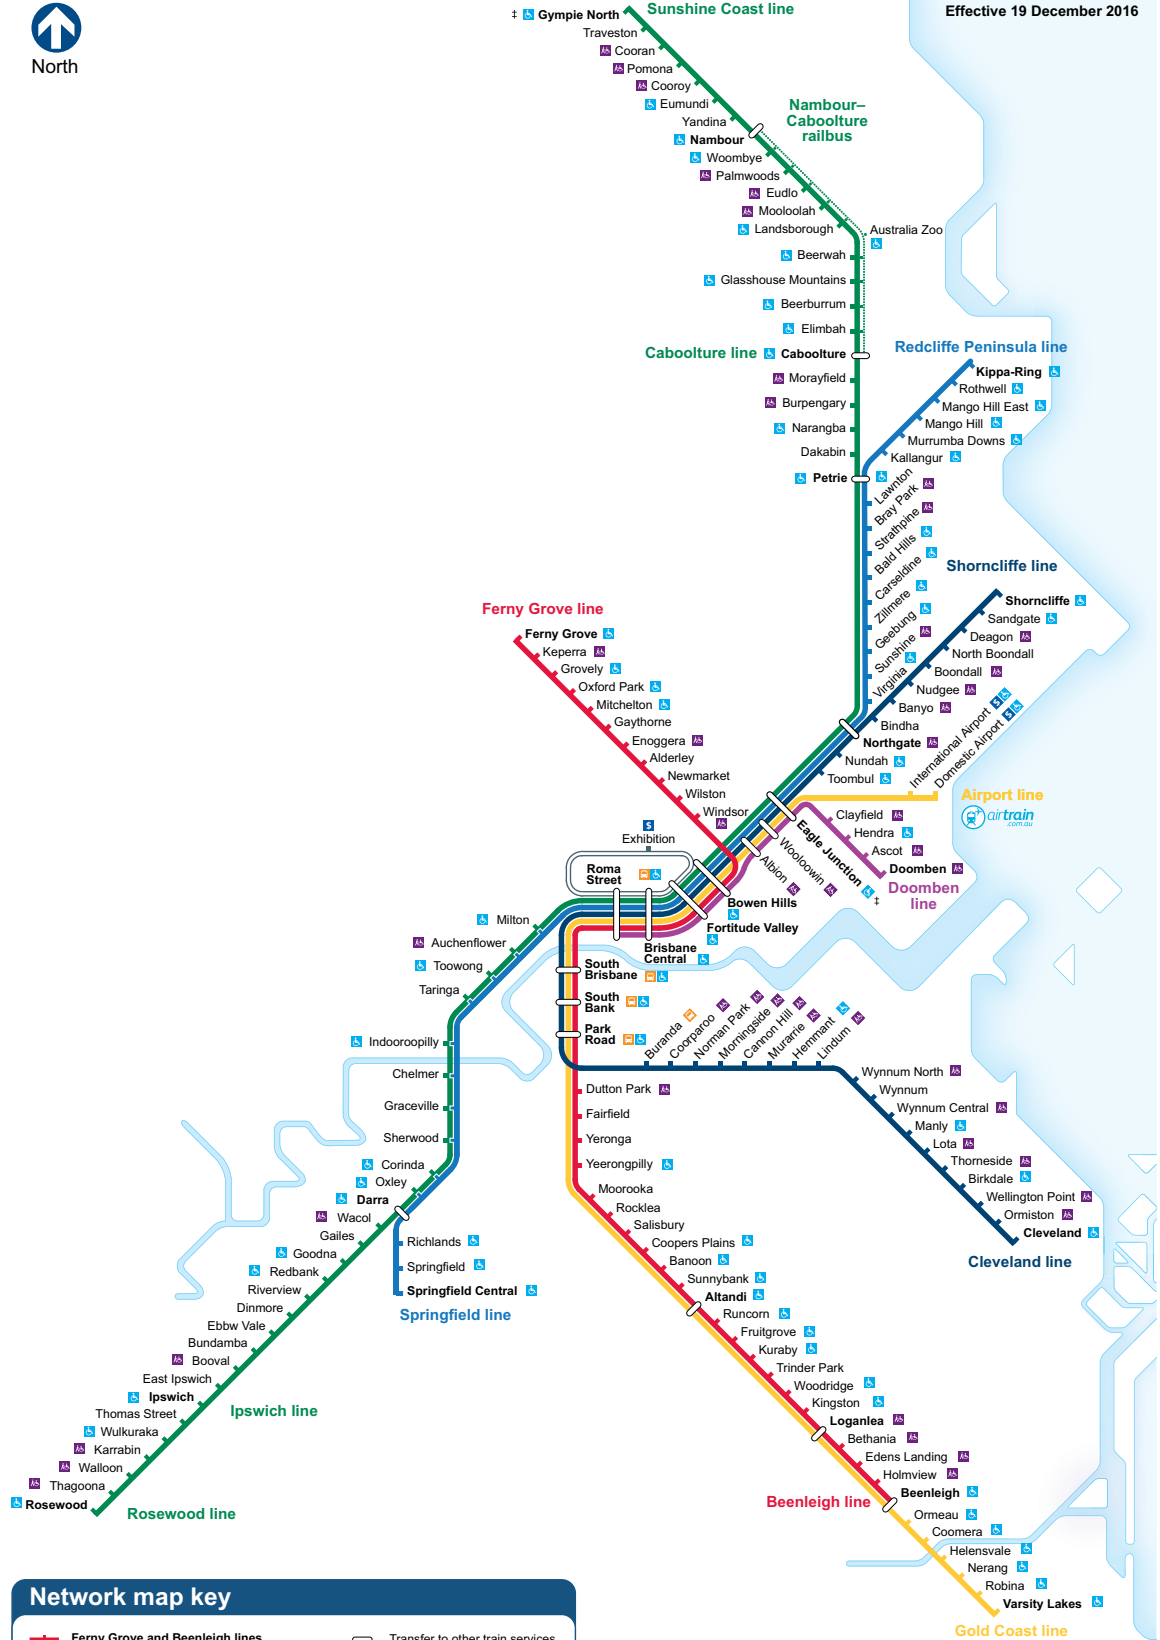 Effective 19 December 2016
North
Sunshine Coast line
‡ Gympie North
Traveston
Cooran
Pomona
Cooroy
Eumundi
Yandina
Nambour
Nambour–
Caboolture
railbus
Woombye
Palmwoods
Eudlo
Mooloolah
Landsborough
Australia Zoo
Beerwah
Glasshouse Mountains
Beerburrum
Elimbah
Caboolture line
Caboolture
Morayfield
Burpengary
Narangba
Dakabin
Petrie
Redcliffe Peninsula line
Kippa-Ring
Rothwell
Mango Hill East
Mango Hill
Murrumba Downs
Kallangur
Lawnton
Bray Park
Strathpine
Bald Hills
Carseldine
Zillmere
Geebung
Sunshine
Virginia
Shorncliffe line
Shorncliffe
Sandgate
Deagon
North Boondall
Boondall
Nudgee
Banyo
Bindha
Northgate
Nundah
Toombul
International Airport
Domestic Airport
Airport line
airtrain
.com.au
Ferny Grove line
Ferny Grove
Keperra
Grovely
Oxford Park
Mitchelton
Gaythorne
Enoggera
Alderley
Newmarket
Wilston
Windsor
Clayfield
Hendra
Ascot
Doomben
Doomben
line
Eagle Junction
‡
Wooloowin
Albion
Bowen Hills
Fortitude Valley
Brisbane
Central
$
Exhibition
Roma
Street
Milton
Auchenflower
Toowong
Taringa
Indooroopilly
Chelmer
Graceville
Sherwood
Corinda
Oxley
Darra
Wacol
Gailes
Goodna
Redbank
Riverview
Dinmore
Ebbw Vale
Bundamba
Booval
East Ipswich
Ipswich
Thomas Street
Wulkuraka
Karrabin
Walloon
Thagoona
Rosewood
Ipswich line
Rosewood line
Richlands
Springfield
Springfield Central
Springfield line
South
Brisbane
South
Bank
Park
Road
Buranda
Coorparoo
Norman Park
Morningside
Cannon Hill
Murarrie
Hemmant
Lindum
Wynnum North
Wynnum
Wynnum Central
Manly
Lota
Thorneside
Birkdale
Wellington Point
Ormiston
Cleveland
Cleveland line
Dutton Park
Fairfield
Yeronga
Yeerongpilly
Moorooka
Rocklea
Salisbury
Coopers Plains
Banoon
Sunnybank
Altandi
Runcorn
Fruitgrove
Kuraby
Trinder Park
Woodridge
Kingston
Loganlea
Bethania
Edens Landing
Holmview
Beenleigh
Beenleigh line
Ormeau
Coomera
Helensvale
Nerang
Robina
Varsity Lakes
Gold Coast line
Network map key
Ferny Grove and Beenleigh lines
Transfer to other train services